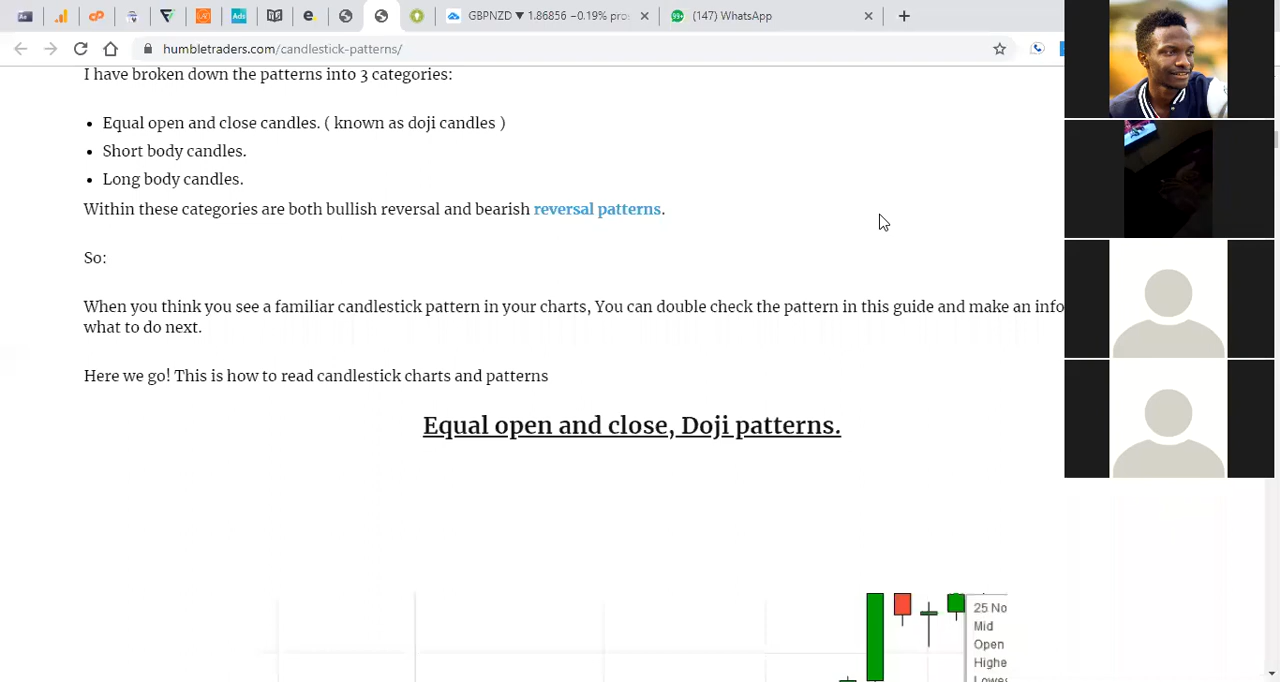 GBPNZD ▼ 1.86856 −0.19% pro
(147) WhatsApp
humbletraders.com/candlestick-patterns/
I have broken down the patterns into 3 categories:
• Equal open and close candles. ( known as doji candles )
• Short body candles.
• Long body candles.
Within these categories are both bullish reversal and bearish reversal patterns.
So:
When you think you see a familiar candlestick pattern in your charts, You can double check the pattern in this guide and make an info
what to do next.
Here we go! This is how to read candlestick charts and patterns
Equal open and close, Doji patterns.
25 No
Mid
Open
Highe